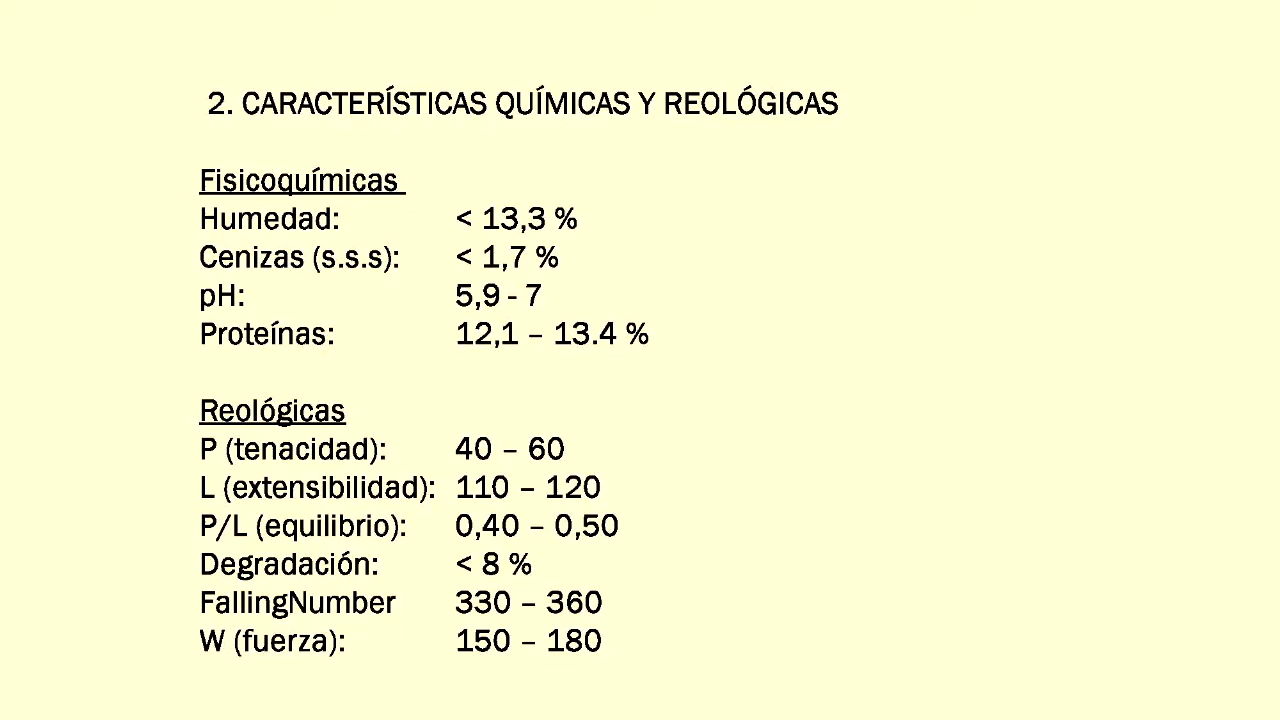 2. CARACTERÍSTICAS QUÍMICAS Y REOLÓGICAS
Fisicoquímicas
Humedad: < 13,3 %
Cenizas (s.s.s): < 1,7 %
pH: 5,9 - 7
Proteínas: 12,1 – 13.4 %
Reológicas
P (tenacidad): 40 – 60
L (extensibilidad): 110 – 120
P/L (equilibrio): 0,40 – 0,50
Degradación: < 8 %
FallingNumber 330 – 360
W (fuerza): 150 – 180